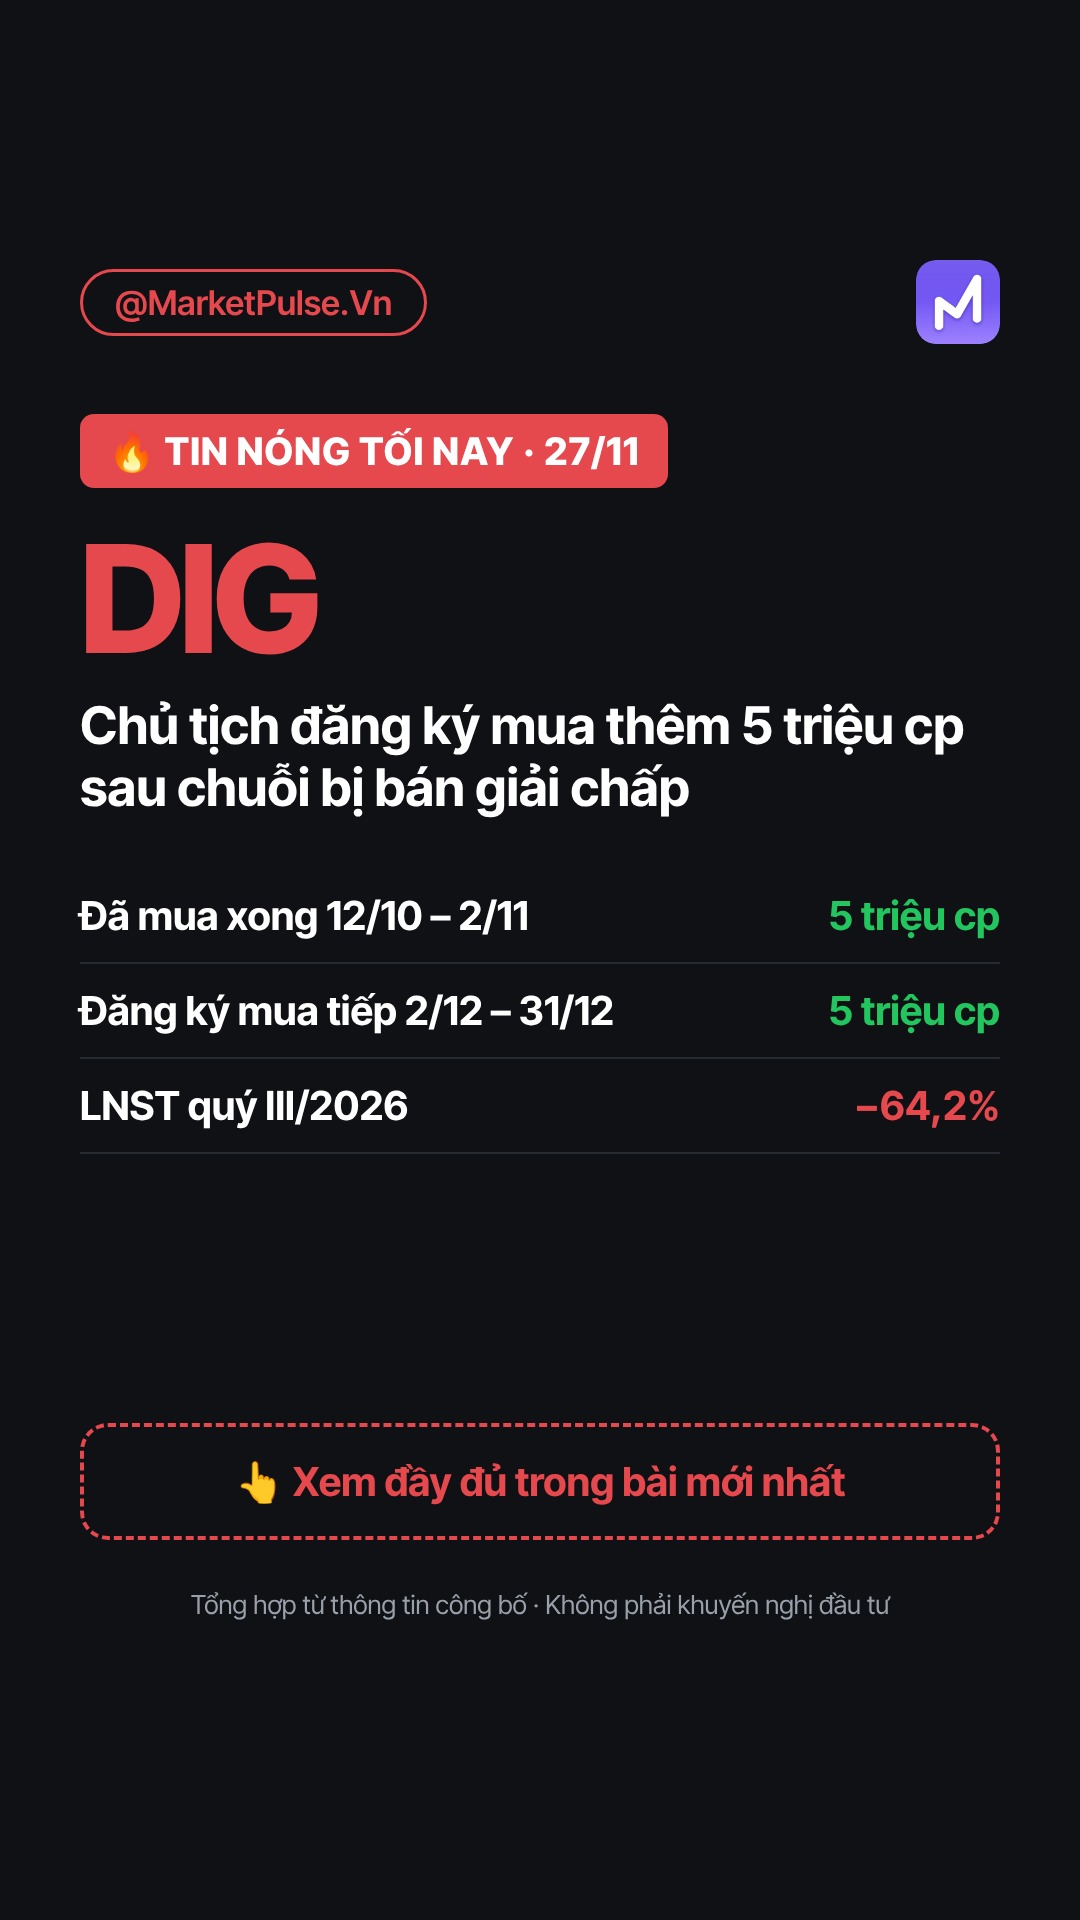 @MarketPulse.Vn
🔥 TIN NÓNG TỐI NAY · 27/11
DIG
Chủ tịch đăng ký mua thêm 5 triệu cp
sau chuỗi bị bán giải chấp
Đã mua xong 12/10 – 2/11 5 triệu cp
Đăng ký mua tiếp 2/12 – 31/12 5 triệu cp
LNST quý III/2026 –64,2%
👆 Xem đầy đủ trong bài mới nhất
Tổng hợp từ thông tin công bố · Không phải khuyến nghị đầu tư